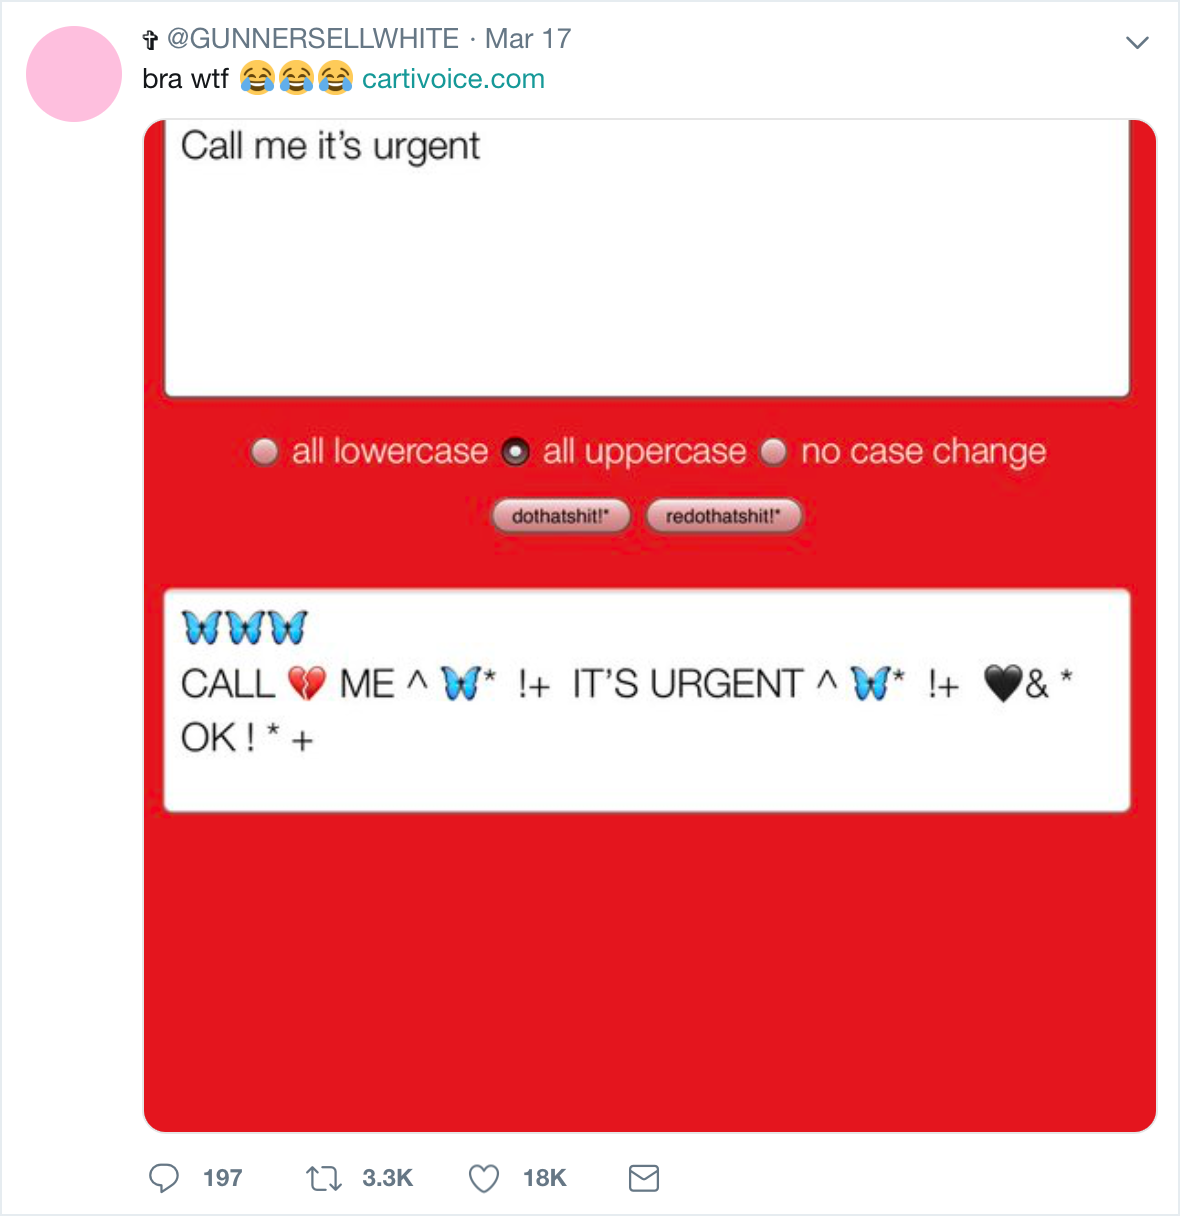 ✞ @GUNNERSELLWHITE · Mar 17
bra wtf 😂😂😂 cartivoice.com
Call me it’s urgent
all lowercase all uppercase no case change
dothatshit!* redothatshit!*
🦋🦋🦋
CALL 💔 ME ^ 🦋* !+ IT’S URGENT ^ 🦋* !+ 🖤& *
OK ! * +
197 3.3K 18K